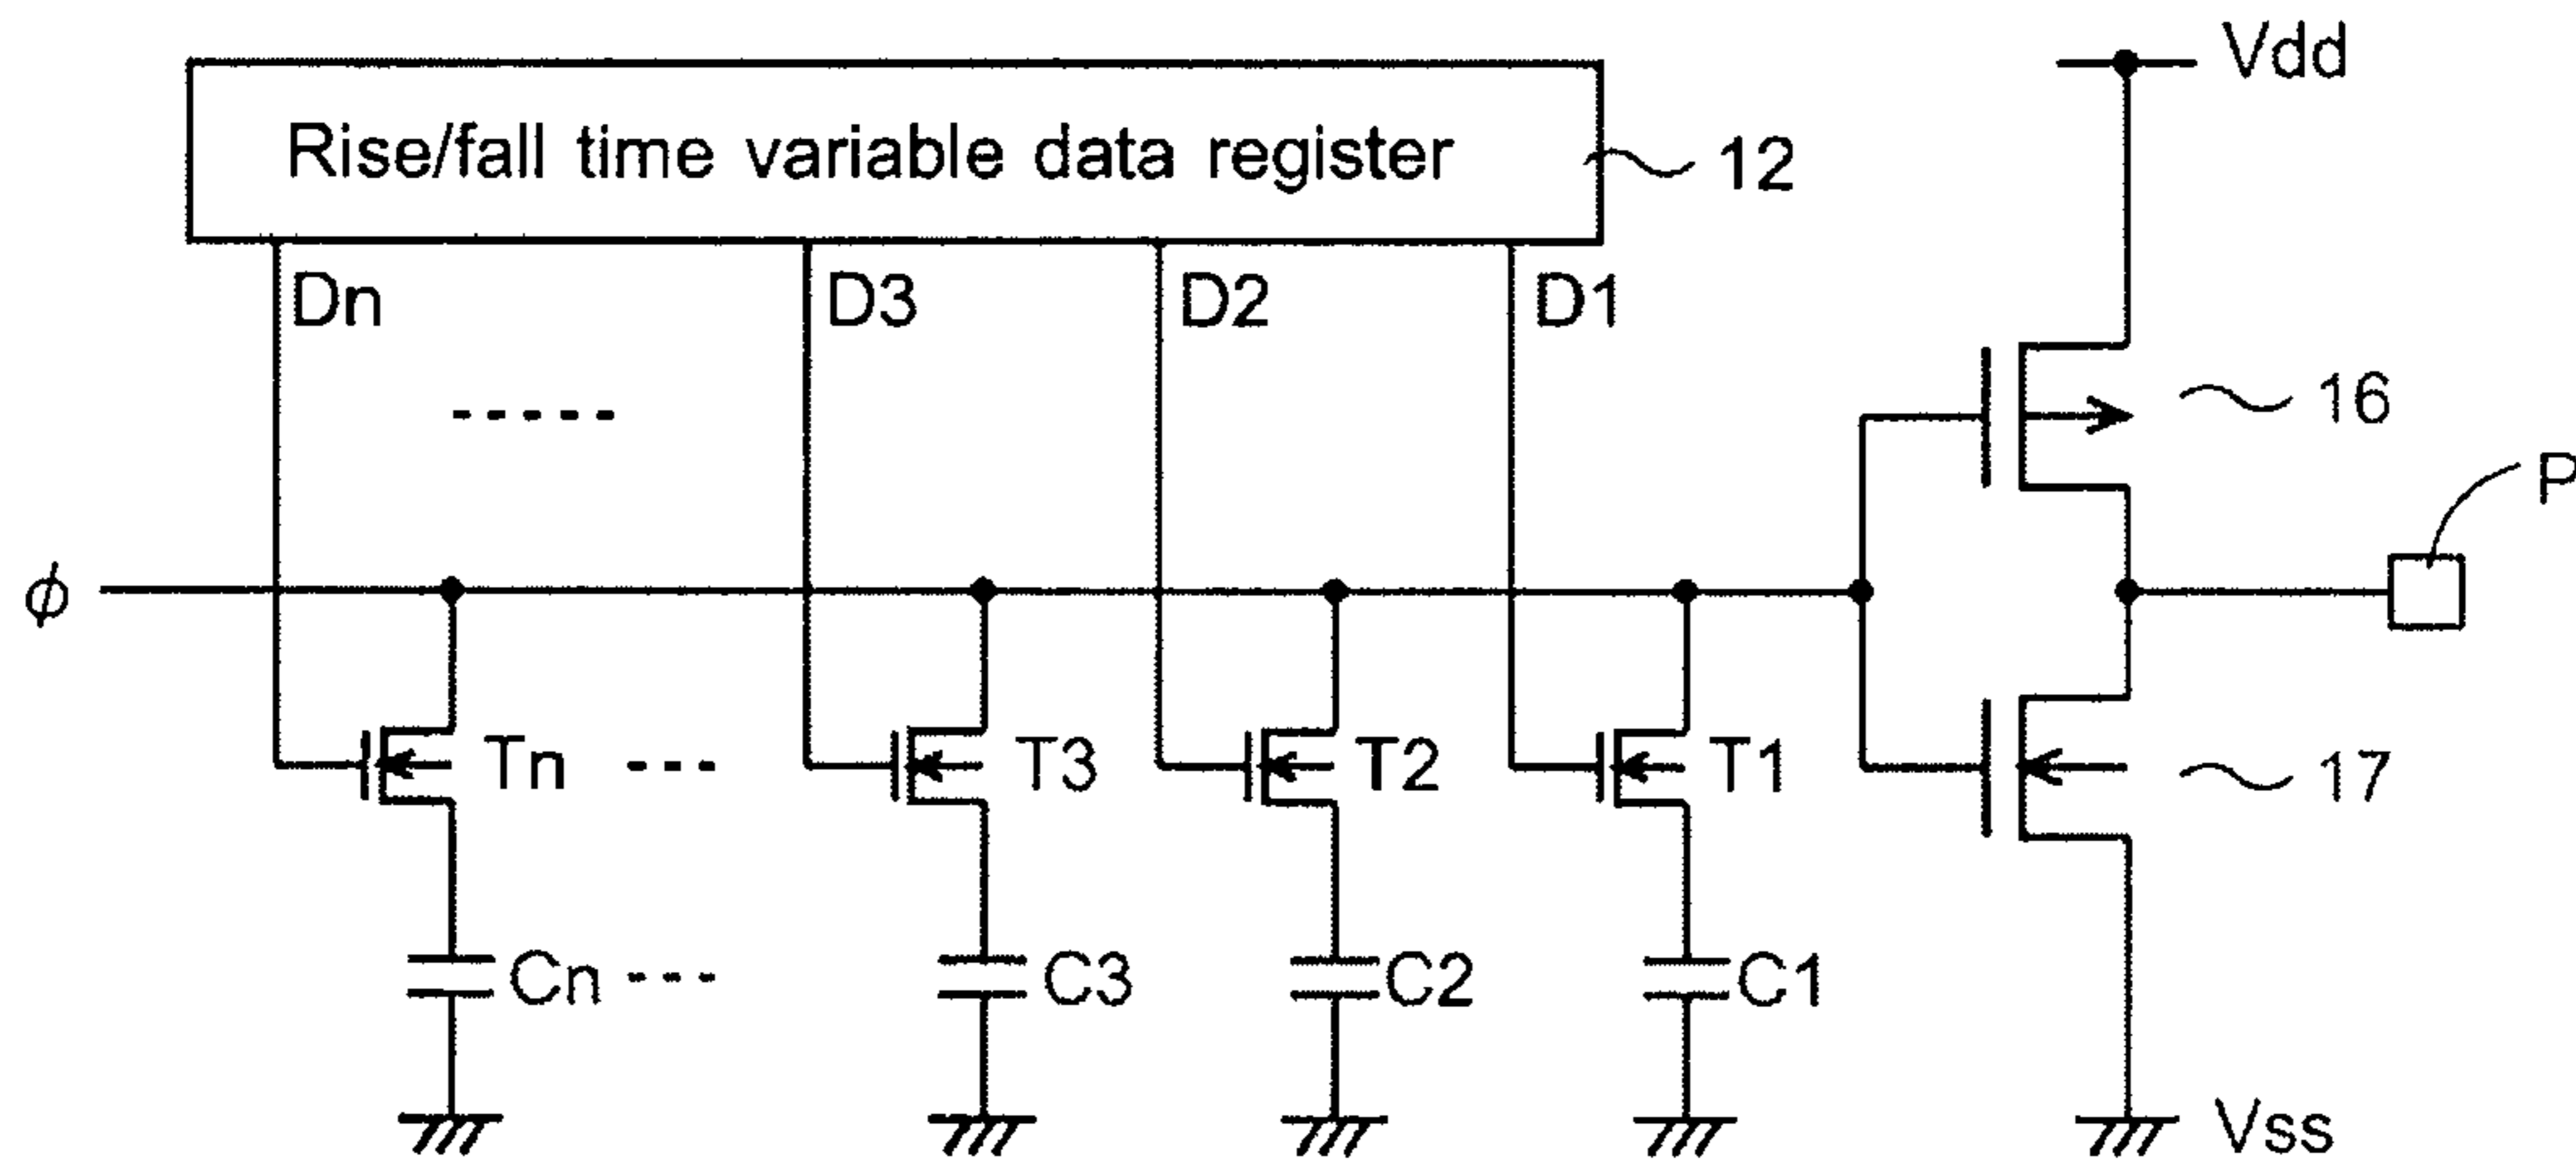 Vdd
Rise/fall time variable data register 12
Dn D3 D2 D1
16
P
ϕ
Tn T3 T2 T1 17
Cn C3 C2 C1
Vss